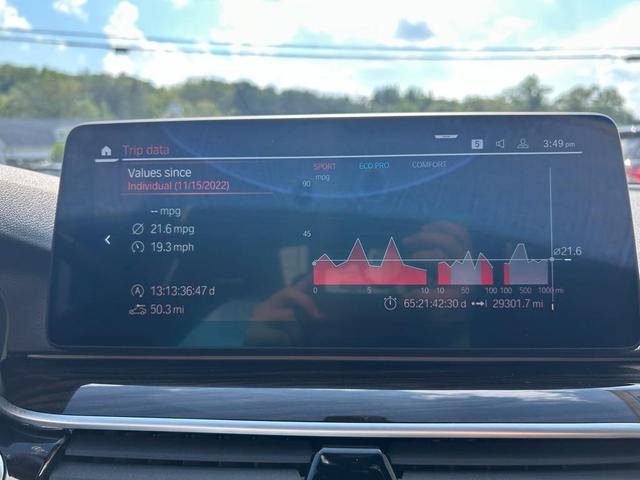 Trip data 5 3:49 pm
Values since
Individual (11/15/2022)
SPORT ECO PRO COMFORT
90 mpg
-- mpg
Ø 21.6 mpg
19.3 mph
45
Ø21.6
0 5 10 10 50 100 100 500 1000 mi
13:13:36:47 d
50.3 mi
65:21:42:30 d 29301.7 mi